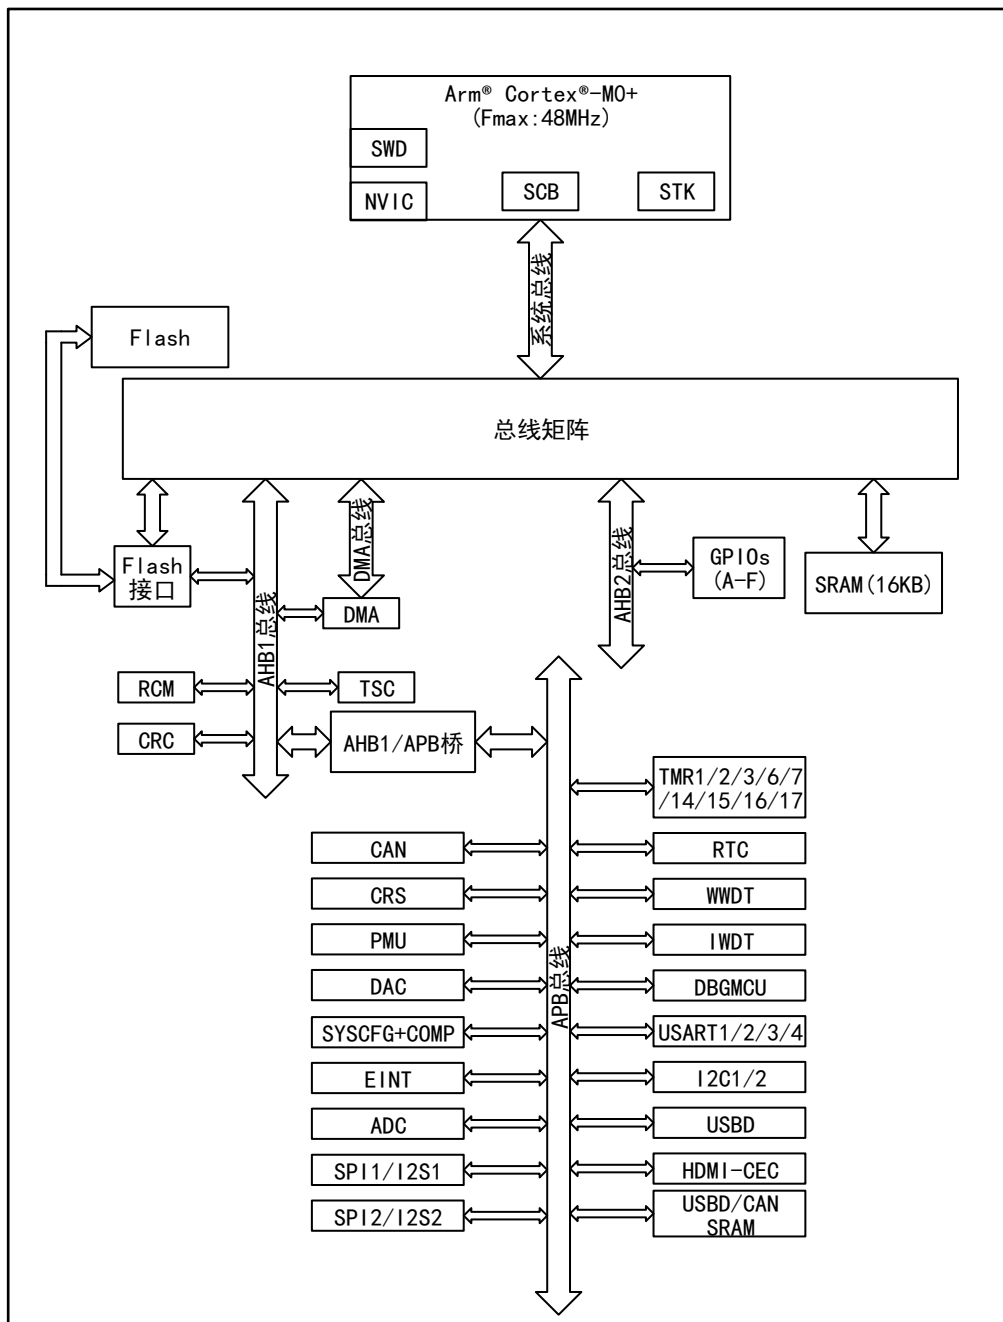 Arm® Cortex®-M0+
(Fmax:48MHz)
SWD
NVIC
SCB
STK
系统总线
Flash
总线矩阵
Flash
接口
AHB1总线
DMA总线
DMA
AHB2总线
GPIOs
(A-F)
SRAM(16KB)
RCM
TSC
CRC
AHB1/APB桥
APB总线
TMR1/2/3/6/7
/14/15/16/17
CAN
RTC
CRS
WWDT
PMU
IWDT
DAC
DBGMCU
SYSCFG+COMP
USART1/2/3/4
EINT
I2C1/2
ADC
USBD
SPI1/I2S1
HDMI-CEC
SPI2/I2S2
USBD/CAN
SRAM